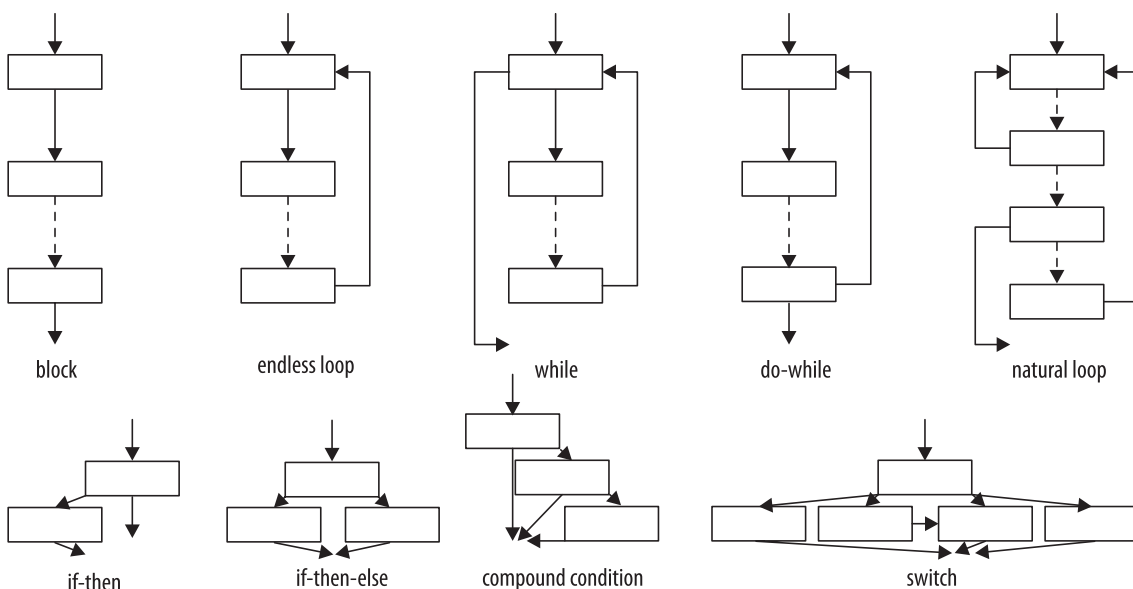 block
endless loop
while
do-while
natural loop
if-then
if-then-else
compound condition
switch